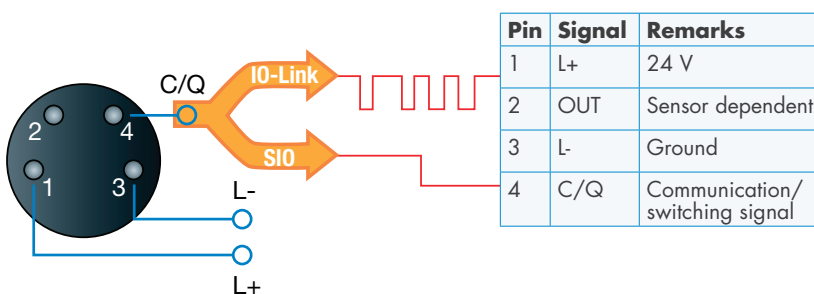 C/Q
IO-Link
SIO
2
4
1
3
L-
L+
Pin Signal Remarks
1 L+ 24 V
2 OUT Sensor dependent
3 L- Ground
4 C/Q Communication/
switching signal